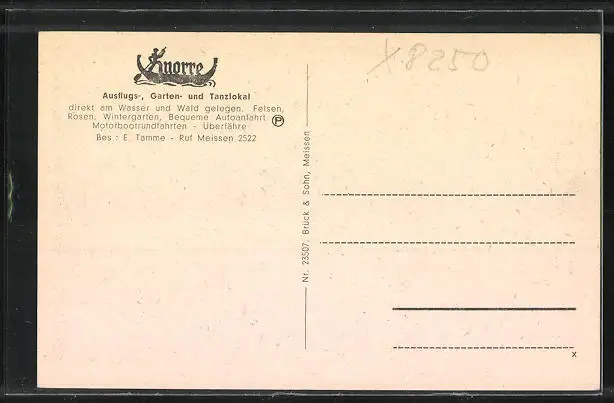 Knorre
Ausflugs-, Garten- und Tanzlokal
direkt am Wasser und Wald gelegen. Felsen,
Rosen, Wintergarten, Bequeme Autoanfahrt P
Motorbootrundfahrten - Überfähre
Bes : E. Tamme - Ruf Meissen 2522
Nr. 23507, Brück & Sohn, Meissen
X 8250
x